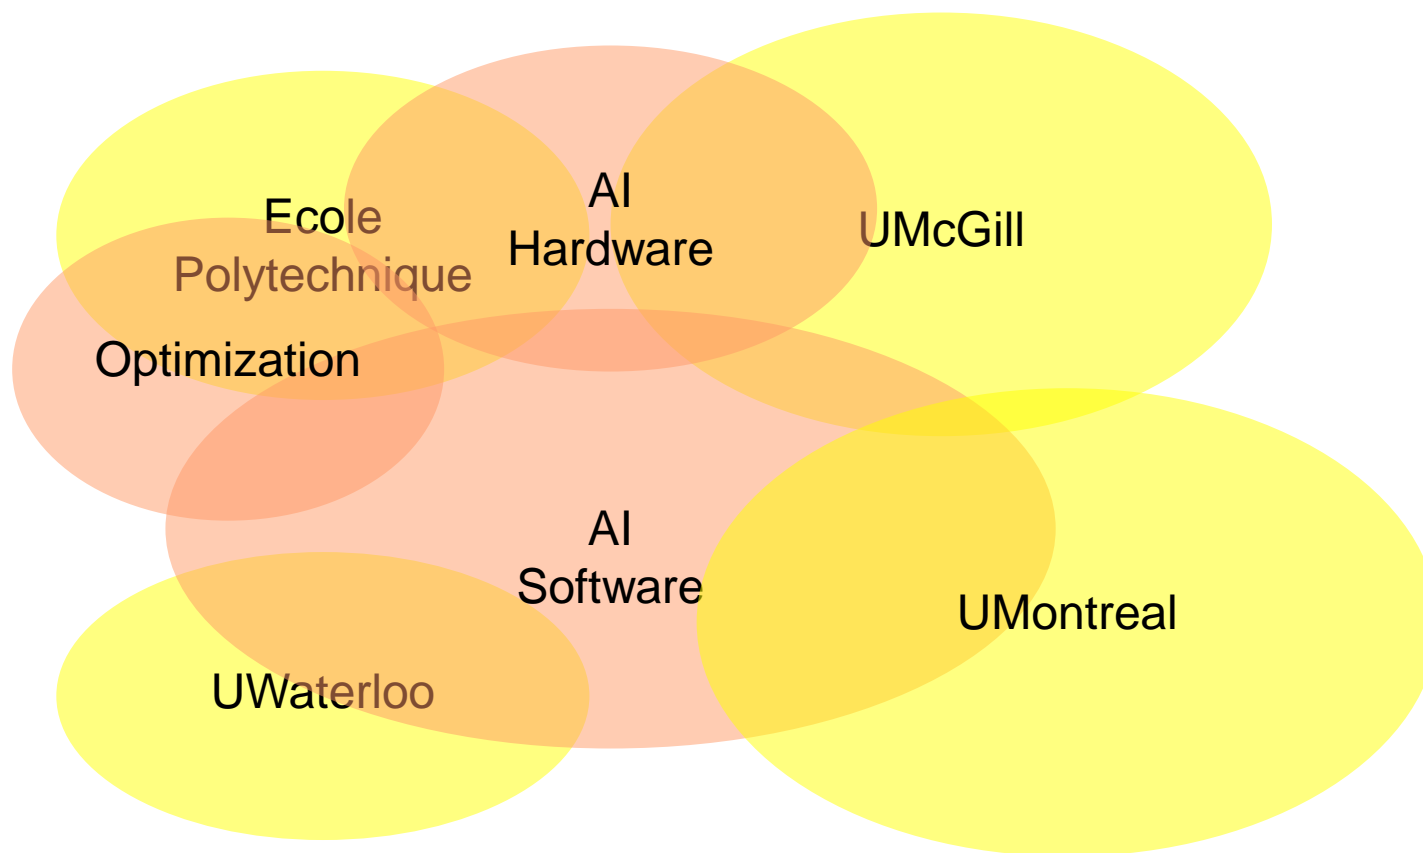 Ecole
Polytechnique
AI
Hardware
UMcGill
Optimization
AI
Software
UMontreal
UWaterloo